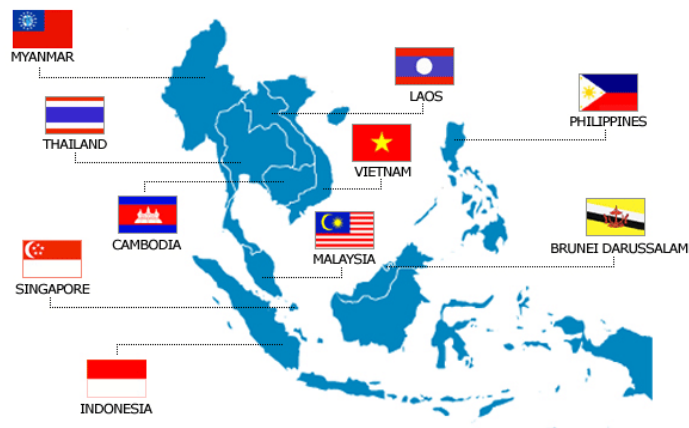 MYANMAR
LAOS
PHILIPPINES
THAILAND
VIETNAM
CAMBODIA
MALAYSIA
BRUNEI DARUSSALAM
SINGAPORE
INDONESIA